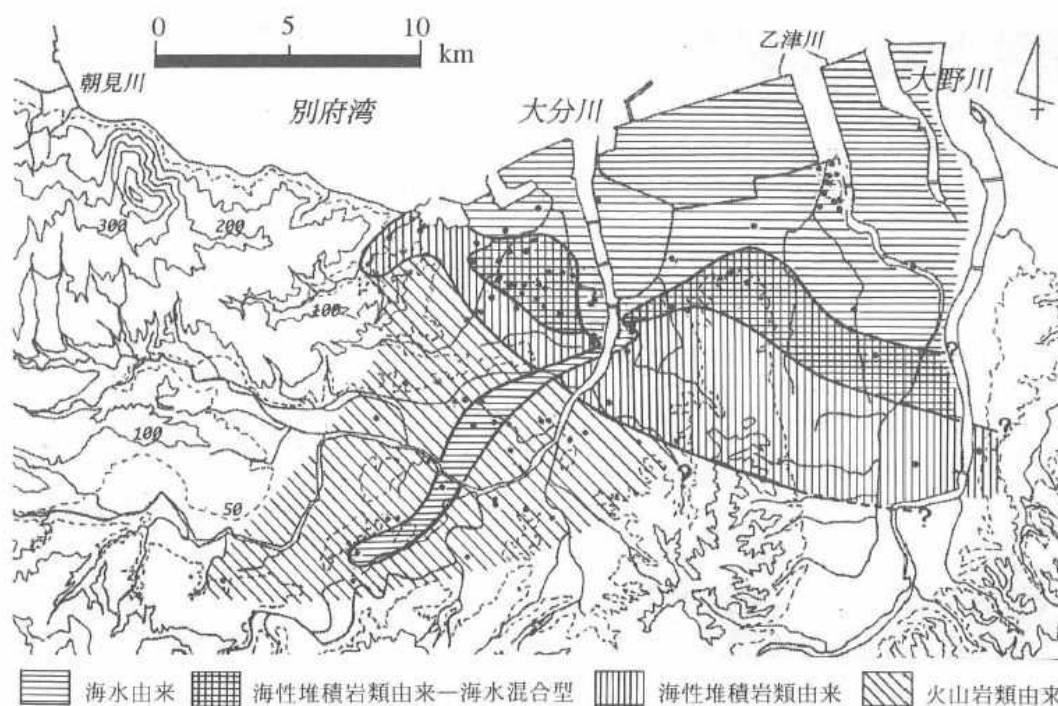 0 5 10
km
乙津川
朝見川
別府湾
大分川
大野川
300
200
100
100
50
?
?
?
?
海水由来
海性堆積岩類由来―海水混合型
海性堆積岩類由来
火山岩類由来